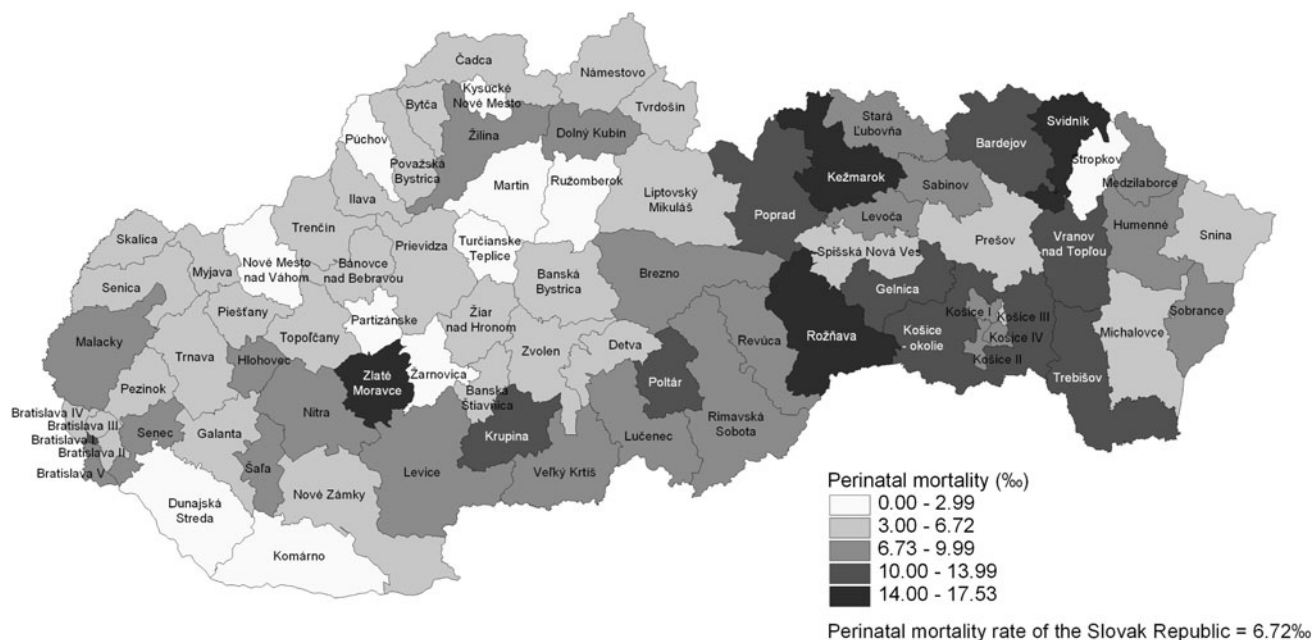 Čadca
Námestovo
Kysucké
Nové Mesto
Bytča
Tvrdošín
Púchov
Žilina
Dolný Kubín
Považská
Bystrica
Martin
Ružomberok
Ilava
Liptovský
Mikuláš
Stará
Ľubovňa
Svidník
Bardejov
Stropkov
Kežmarok
Sabinov
Medzilaborce
Poprad
Levoča
Humenné
Snina
Skalica
Trenčín
Turčianske
Teplice
Prievidza
Spišská Nová Ves
Prešov
Vranov
nad Topľou
Myjava
Nové Mesto
nad Váhom
Bánovce
nad Bebravou
Banská
Bystrica
Brezno
Senica
Gelnica
Piešťany
Partizánske
Žiar
nad Hronom
Košice I
Košice III
Sobrance
Malacky
Topoľčany
Zvolen
Detva
Revúca
Rožňava
Košice
- okolie
Košice IV
Michalovce
Trnava
Hlohovec
Košice II
Zlaté
Moravce
Žarnovica
Poltár
Trebišov
Pezinok
Banská
Štiavnica
Nitra
Rimavská
Sobota
Bratislava IV
Bratislava III
Bratislava I
Bratislava II
Bratislava V
Senec
Galanta
Krupina
Lučenec
Šaľa
Levice
Veľký Krtíš
Nové Zámky
Dunajská
Streda
Komárno
Perinatal mortality (‰)
0.00 - 2.99
3.00 - 6.72
6.73 - 9.99
10.00 - 13.99
14.00 - 17.53
Perinatal mortality rate of the Slovak Republic = 6.72‰